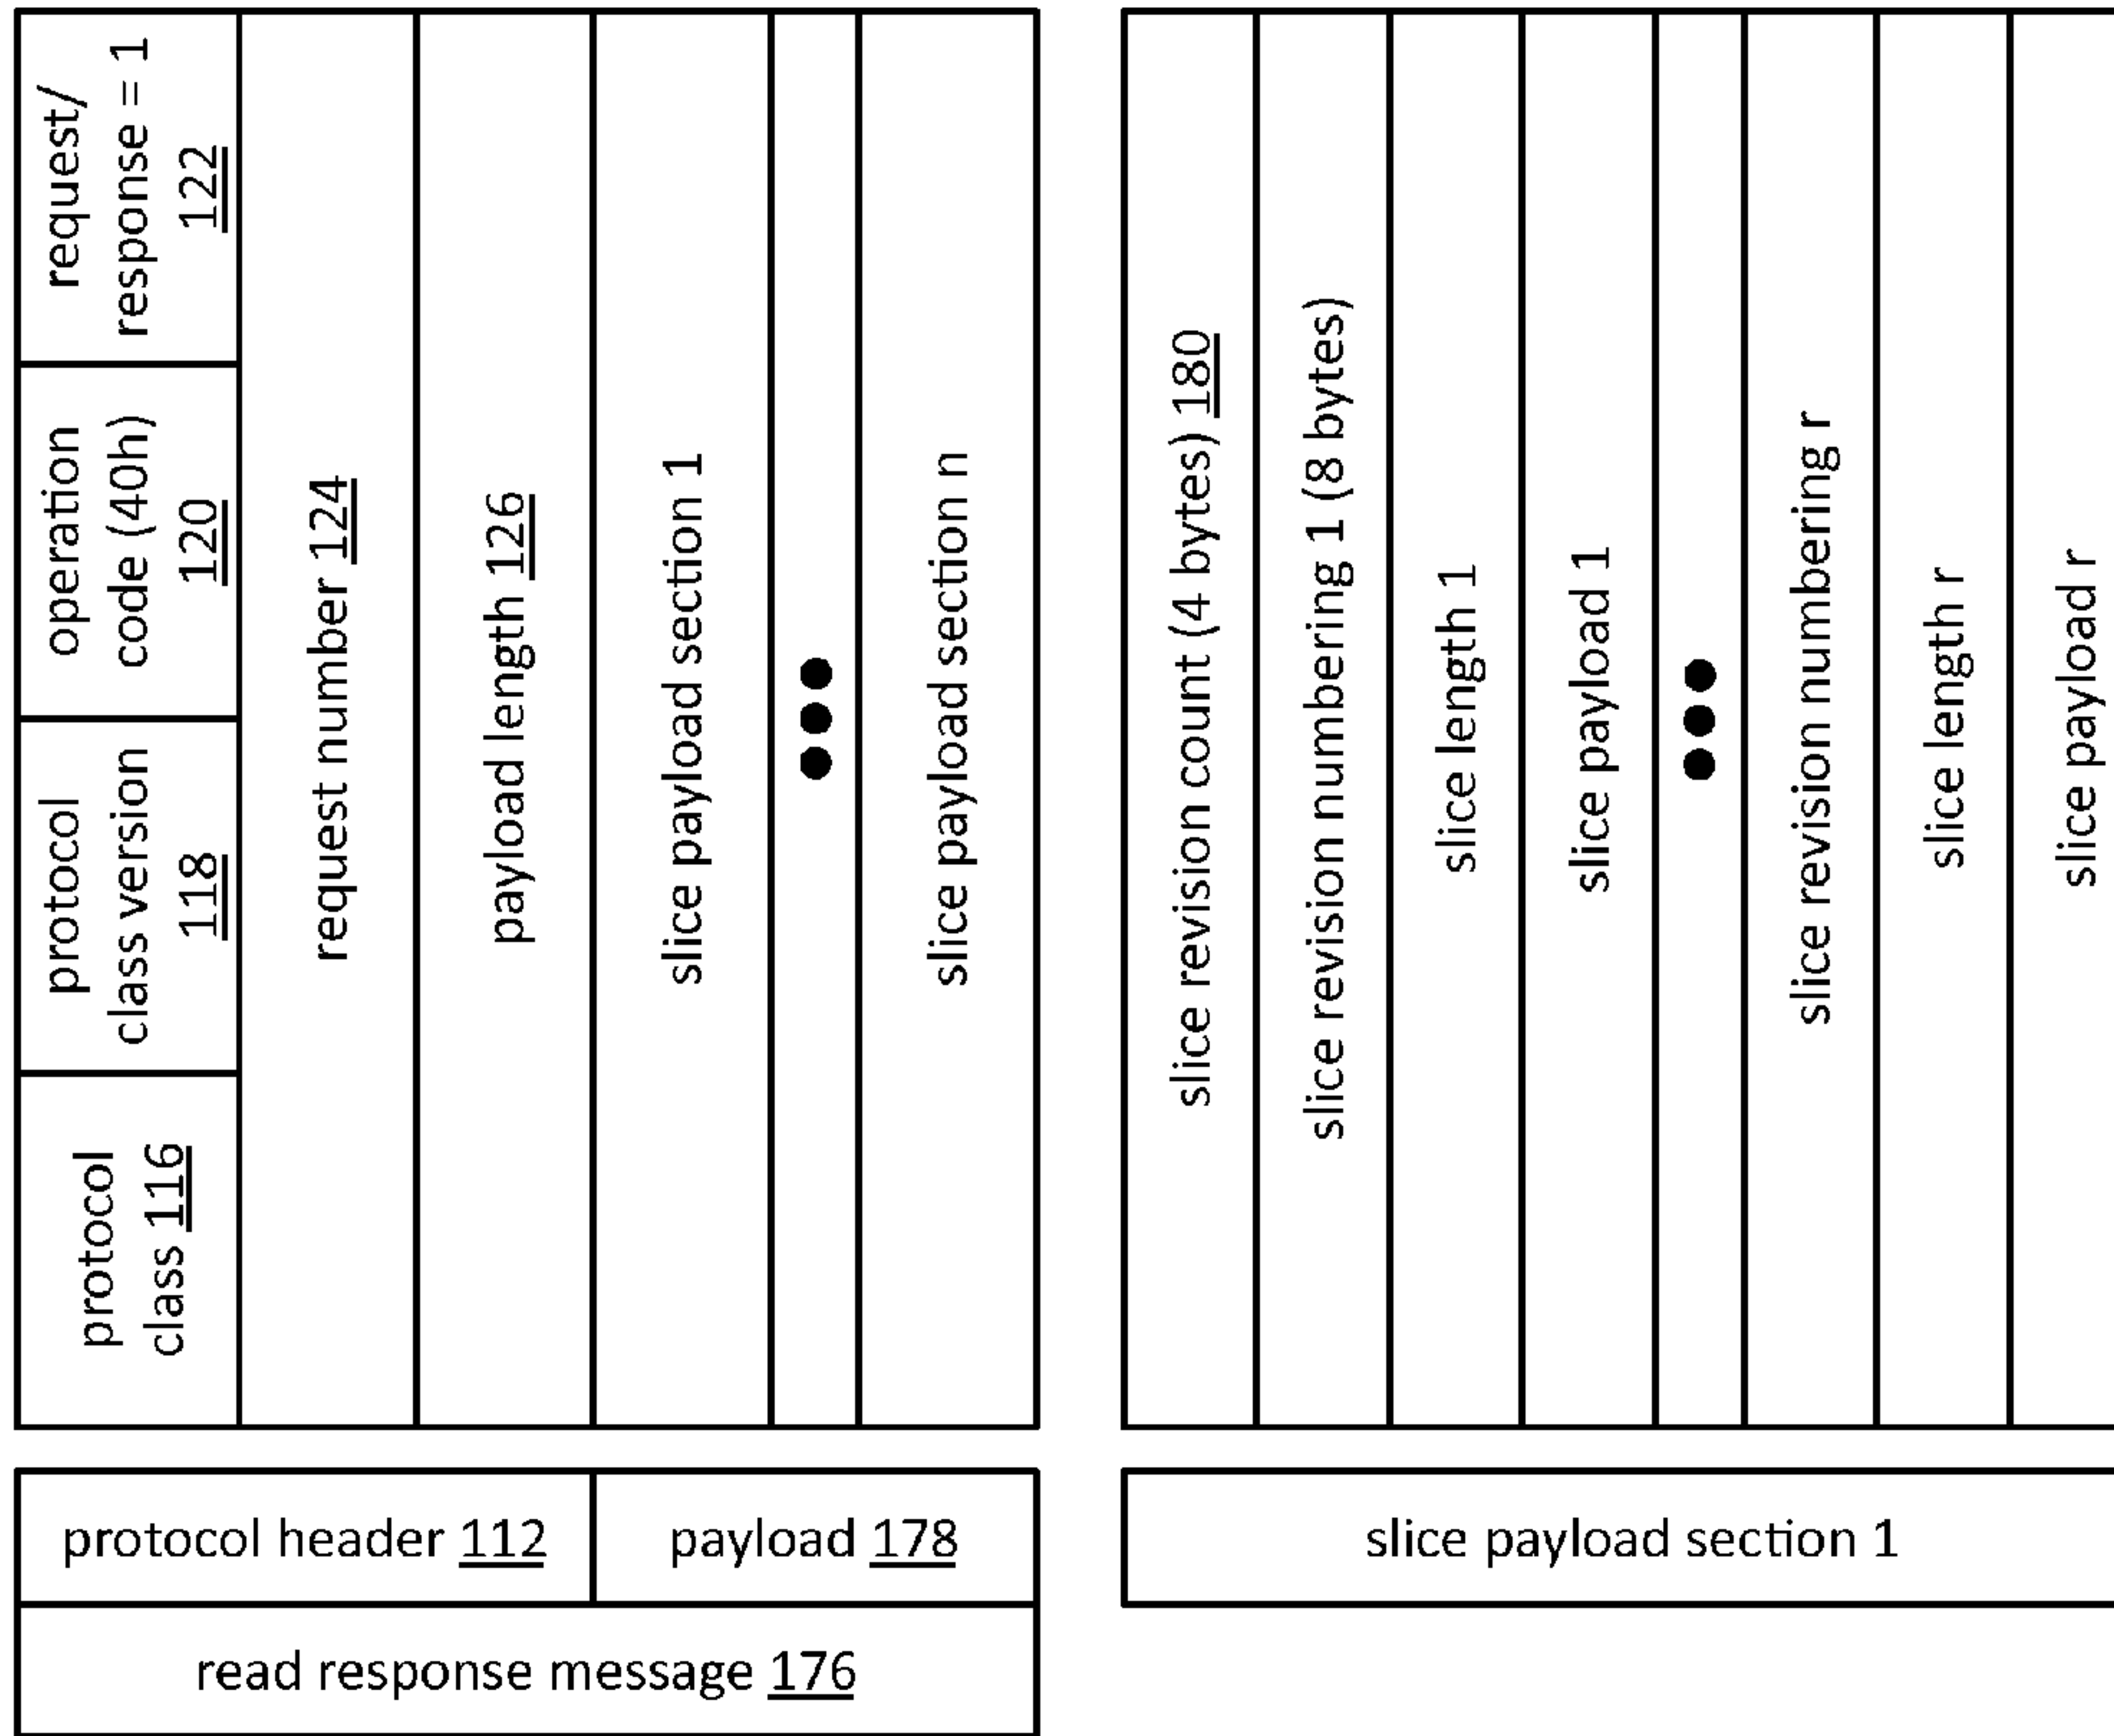 protocol
class 116
protocol
class version
118
operation
code (40h)
120
request/
response = 1
122
request number 124
payload length 126
slice payload section 1
slice payload section n
protocol header 112
payload 178
read response message 176
slice revision count (4 bytes) 180
slice revision numbering 1 (8 bytes)
slice length 1
slice payload 1
slice revision numbering r
slice length r
slice payload r
slice payload section 1